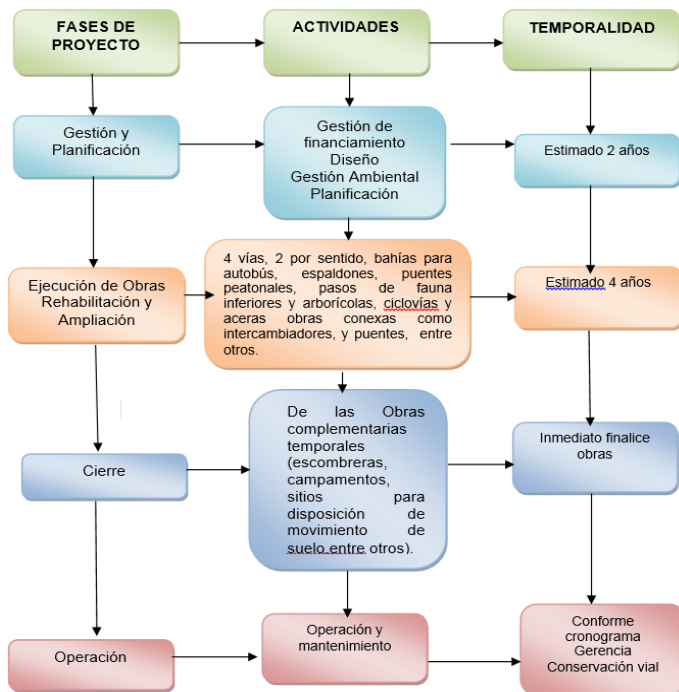 FASES DE
PROYECTO
ACTIVIDADES
TEMPORALIDAD
Gestión y
Planificación
Gestión de
financiamiento
Diseño
Gestión Ambiental
Planificación
Estimado 2 años
Ejecución de Obras
Rehabilitación y
Ampliación
4 vías, 2 por sentido, bahías para
autobús, espaldones, puentes
peatonales, pasos de fauna
inferiores y arborícolas, ciclovías y
aceras obras conexas como
intercambiadores, y puentes, entre
otros.
Estimado 4 años
Cierre
De las Obras
complementarias
temporales
(escombreras,
campamentos,
sitios para
disposición de
movimiento de
suelo entre otros).
Inmediato finalice
obras
Operación
Operación y
mantenimiento
Conforme
cronograma
Gerencia
Conservación vial